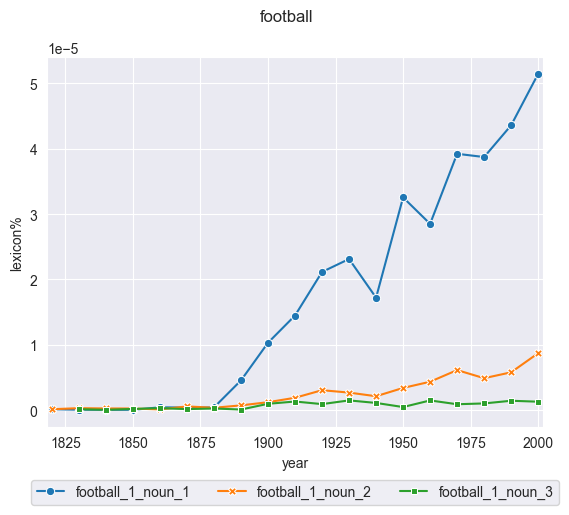 football
1e−5
5
4
3
2
1
0
lexicon%
1825 1850 1875 1900 1925 1950 1975 2000
year
football_1_noun_1 football_1_noun_2 football_1_noun_3